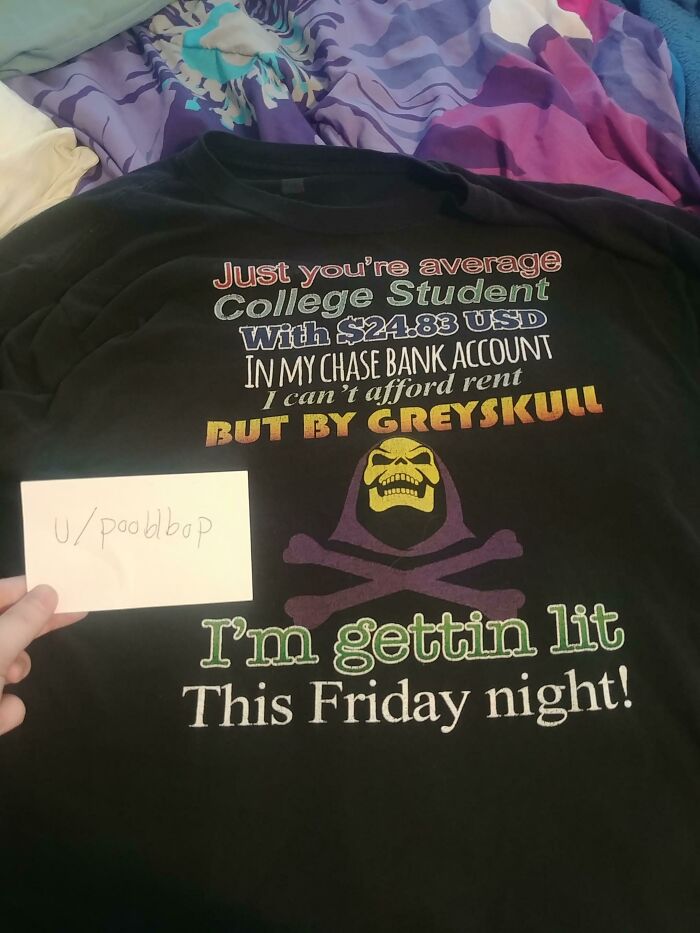 Just you're average
College Student
With $24.83 USD
IN MY CHASE BANK ACCOUNT
I can't afford rent
BUT BY GREYSKULL
u/pooblbop
I'm gettin lit
This Friday night!